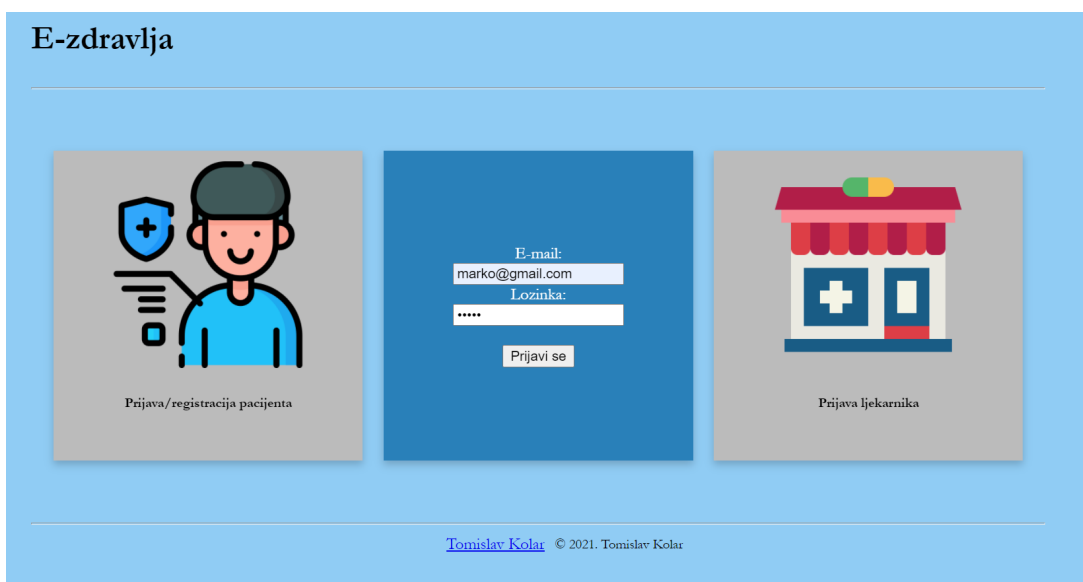 E-zdravlja
Prijava/registracija pacijenta
E-mail:
marko@gmail.com
Lozinka:
•••••
Prijavi se
Prijava ljekarnika
Tomislav Kolar © 2021. Tomislav Kolar